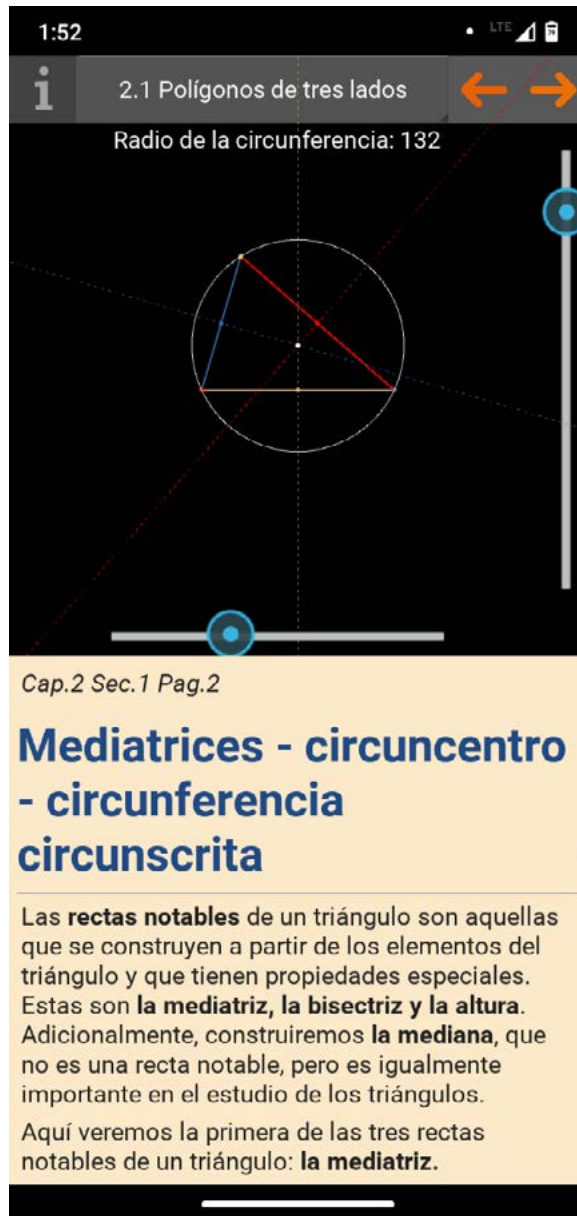 1:52
LTE
79
i
2.1 Polígonos de tres lados
Radio de la circunferencia: 132
Cap.2 Sec.1 Pag.2
Mediatrices - circuncentro
- circunferencia
circunscrita
Las rectas notables de un triángulo son aquellas
que se construyen a partir de los elementos del
triángulo y que tienen propiedades especiales.
Estas son la mediatriz, la bisectriz y la altura.
Adicionalmente, construiremos la mediana, que
no es una recta notable, pero es igualmente
importante en el estudio de los triángulos.
Aquí veremos la primera de las tres rectas
notables de un triángulo: la mediatriz.